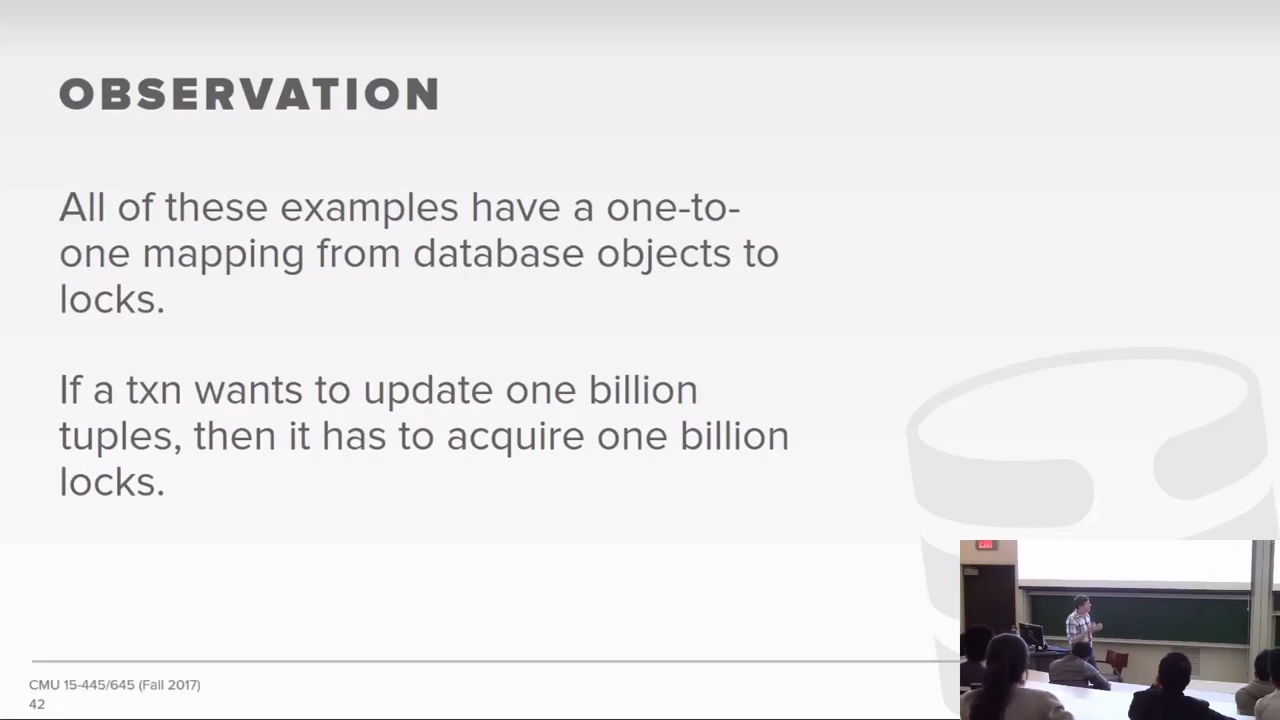 OBSERVATION
All of these examples have a one-to-
one mapping from database objects to
locks.
If a txn wants to update one billion
tuples, then it has to acquire one billion
locks.
EXIT
CMU 15-445/645 (Fall 2017)
42